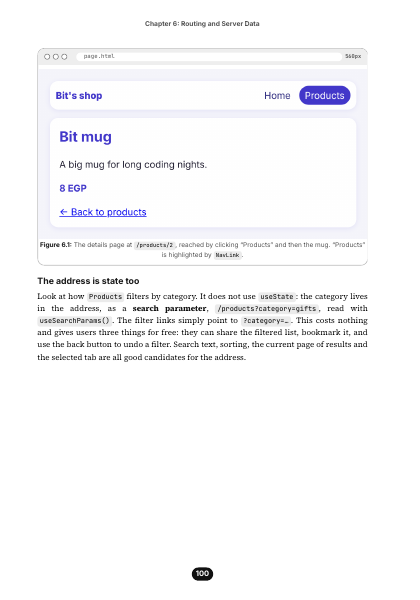 Chapter 6: Routing and Server Data
page.html
560px
Bit's shop
Home
Products
Bit mug
A big mug for long coding nights.
8 EGP
← Back to products
Figure 6.1: The details page at /products/2, reached by clicking "Products" and then the mug. "Products"
is highlighted by NavLink.
The address is state too
Look at how Products filters by category. It does not use useState: the category lives
in the address, as a search parameter, /products?category=gifts, read with
useSearchParams(). The filter links simply point to ?category=…. This costs nothing
and gives users three things for free: they can share the filtered list, bookmark it, and
use the back button to undo a filter. Search text, sorting, the current page of results and
the selected tab are all good candidates for the address.
100